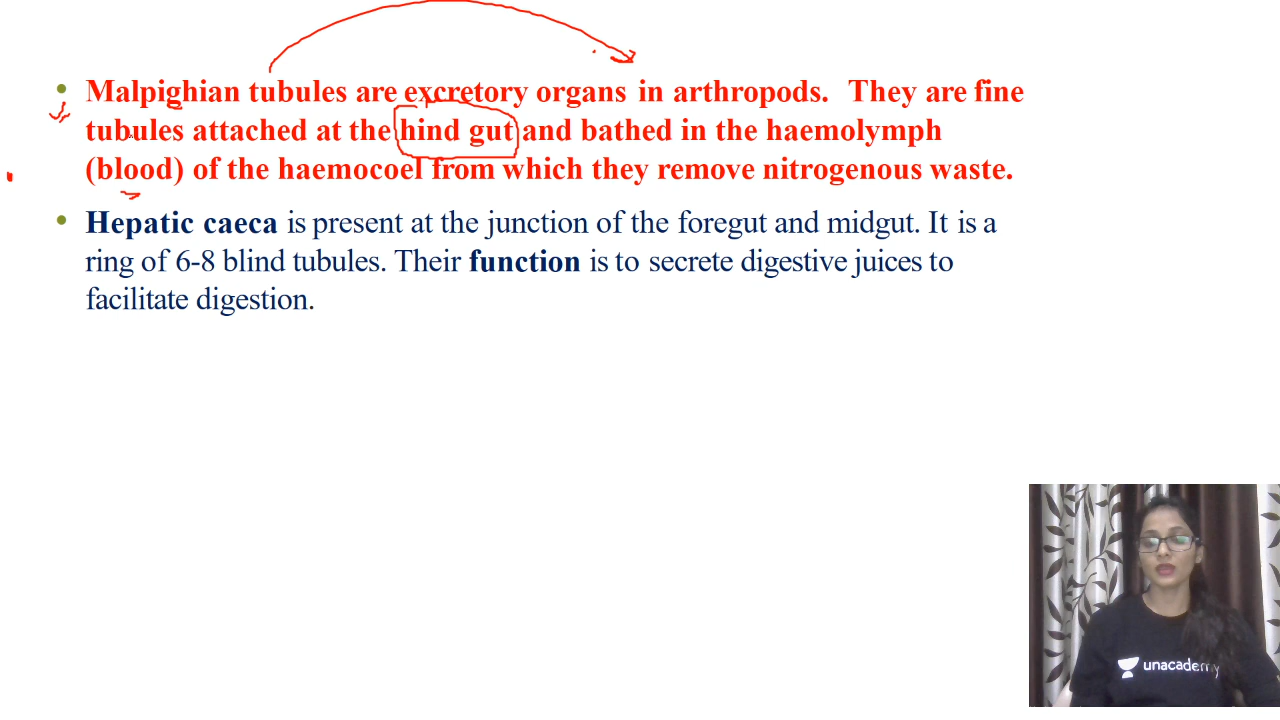 • Malpighian tubules are excretory organs in arthropods. They are fine
tubules attached at the hind gut and bathed in the haemolymph
(blood) of the haemocoel from which they remove nitrogenous waste.
• Hepatic caeca is present at the junction of the foregut and midgut. It is a
ring of 6-8 blind tubules. Their function is to secrete digestive juices to
facilitate digestion.
unacademy